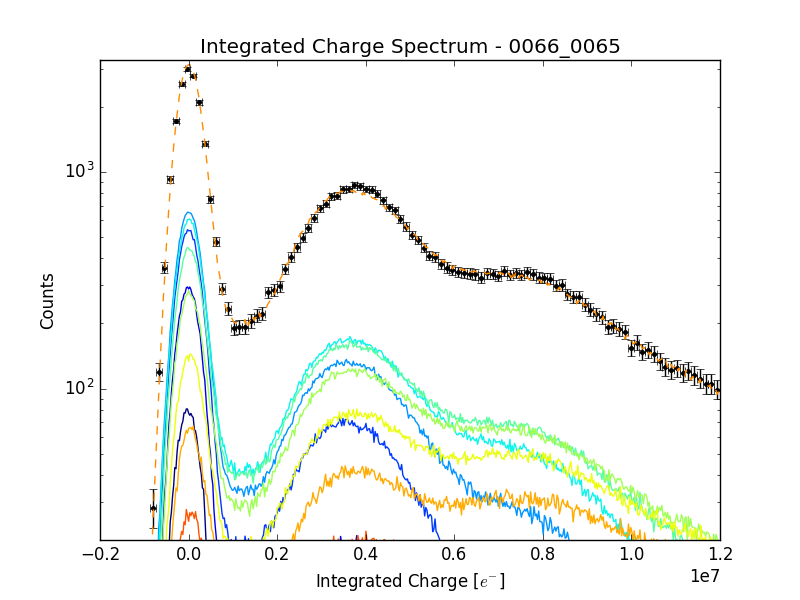 Integrated Charge Spectrum - 0066_0065
Counts
10³
10²
−0.2 0.0 0.2 0.4 0.6 0.8 1.0 1.2
1e7
Integrated Charge [e⁻]